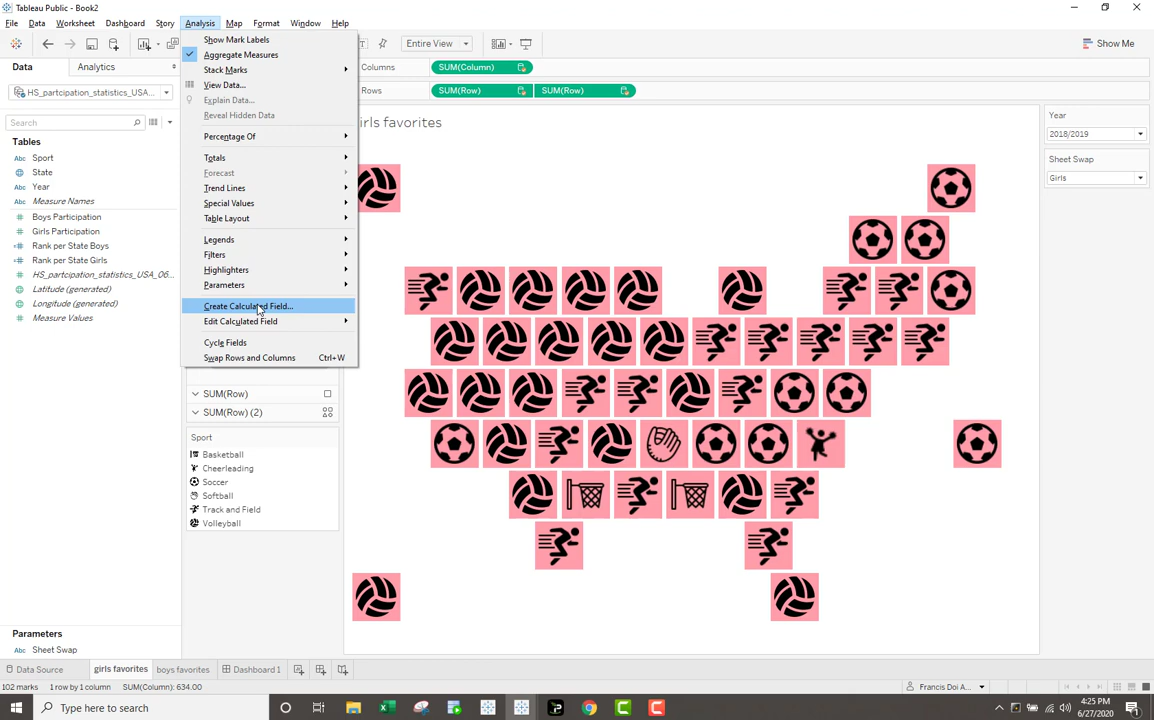 Tableau Public - Book2
File Data Worksheet Dashboard Story Analysis Map Format Window Help
Entire View
Show Me
Data Analytics
HS_partcipation_statistics_USA...
Search
Tables
Abc Sport
State
Abc Year
Abc Measure Names
Boys Participation
Girls Participation
Rank per State Boys
Rank per State Girls
HS_partcipation_statistics_USA_06...
Latitude (generated)
Longitude (generated)
Measure Values
Parameters
Abc Sheet Swap
Show Mark Labels
Aggregate Measures
Stack Marks
View Data...
Explain Data...
Reveal Hidden Data
Percentage Of
Totals
Forecast
Trend Lines
Special Values
Table Layout
Legends
Filters
Highlighters
Parameters
Create Calculated Field...
Edit Calculated Field
Cycle Fields
Swap Rows and Columns Ctrl+W
SUM(Row)
SUM(Row) (2)
Sport
Basketball
Cheerleading
Soccer
Softball
Track and Field
Volleyball
Columns SUM(Column)
Rows SUM(Row) SUM(Row)
irls favorites
Year
2018/2019
Sheet Swap
Girls
Data Source girls favorites boys favorites Dashboard 1
102 marks 1 row by 1 column SUM(Column): 634.00
Francis Doi A...
Type here to search
4:25 PM
6/27/2020